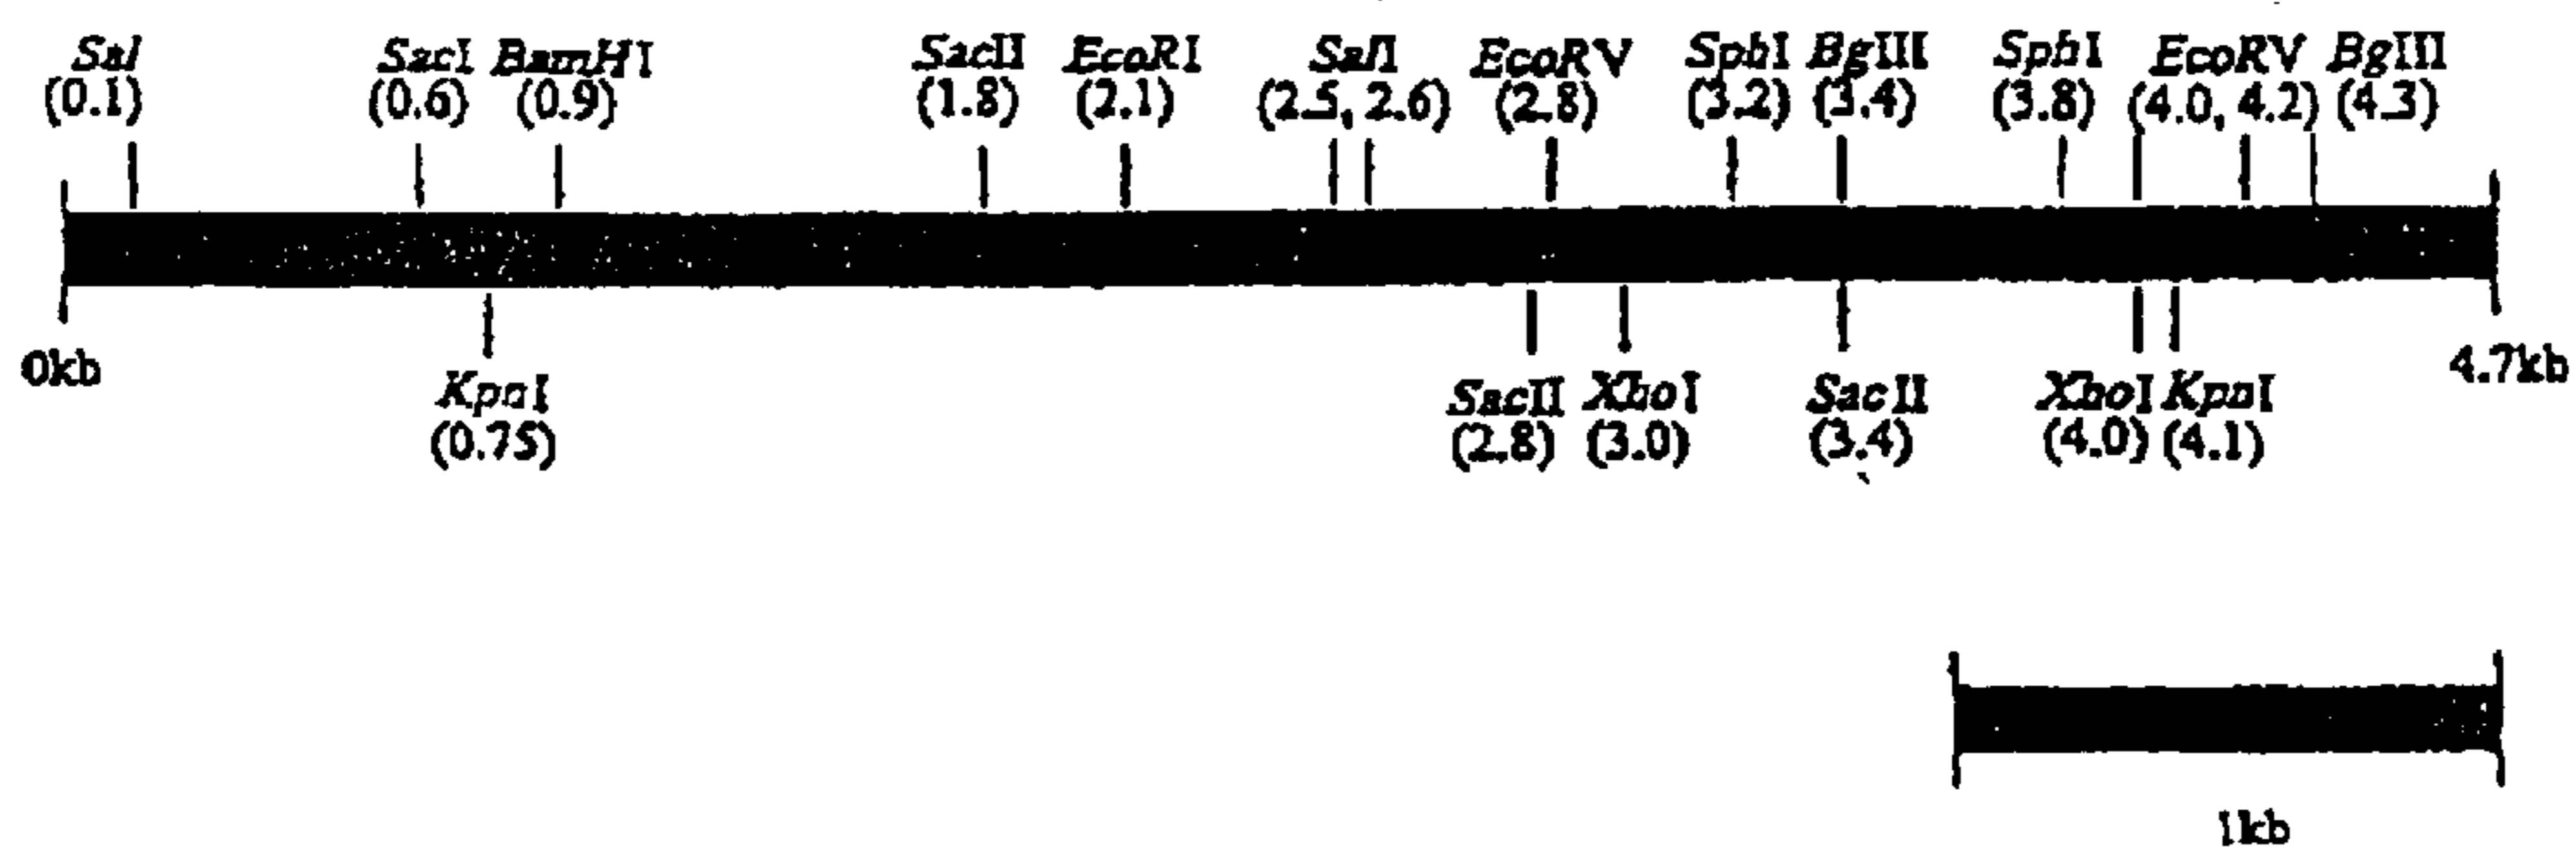 SalI SacI BamHI SacII EcoRI SalI EcoRV SphI BglII SphI EcoRV BglII
(0.1) (0.6) (0.9) (1.8) (2.1) (2.5, 2.6) (2.8) (3.2) (3.4) (3.8) (4.0, 4.2) (4.3)
0kb 4.7kb
KpnI SacII XhoI SacII XhoI KpnI
(0.75) (2.8) (3.0) (3.4) (4.0) (4.1)
1kb